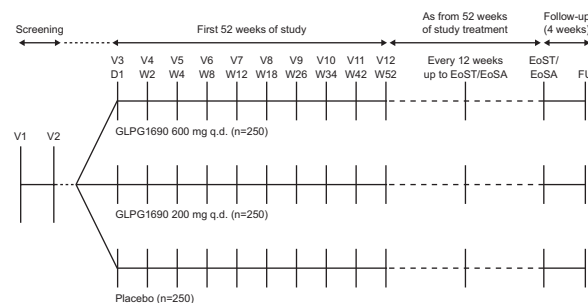 Screening
First 52 weeks of study
As from 52 weeks
of study treatment
Follow-up
(4 weeks)
V3 V4 V5 V6 V7 V8 V9 V10 V11 V12
D1 W2 W4 W8 W12 W18 W26 W34 W42 W52
Every 12 weeks
up to EoST/EoSA
EoST/
EoSA
FU
V1 V2
GLPG1690 600 mg q.d. (n=250)
GLPG1690 200 mg q.d. (n=250)
Placebo (n=250)